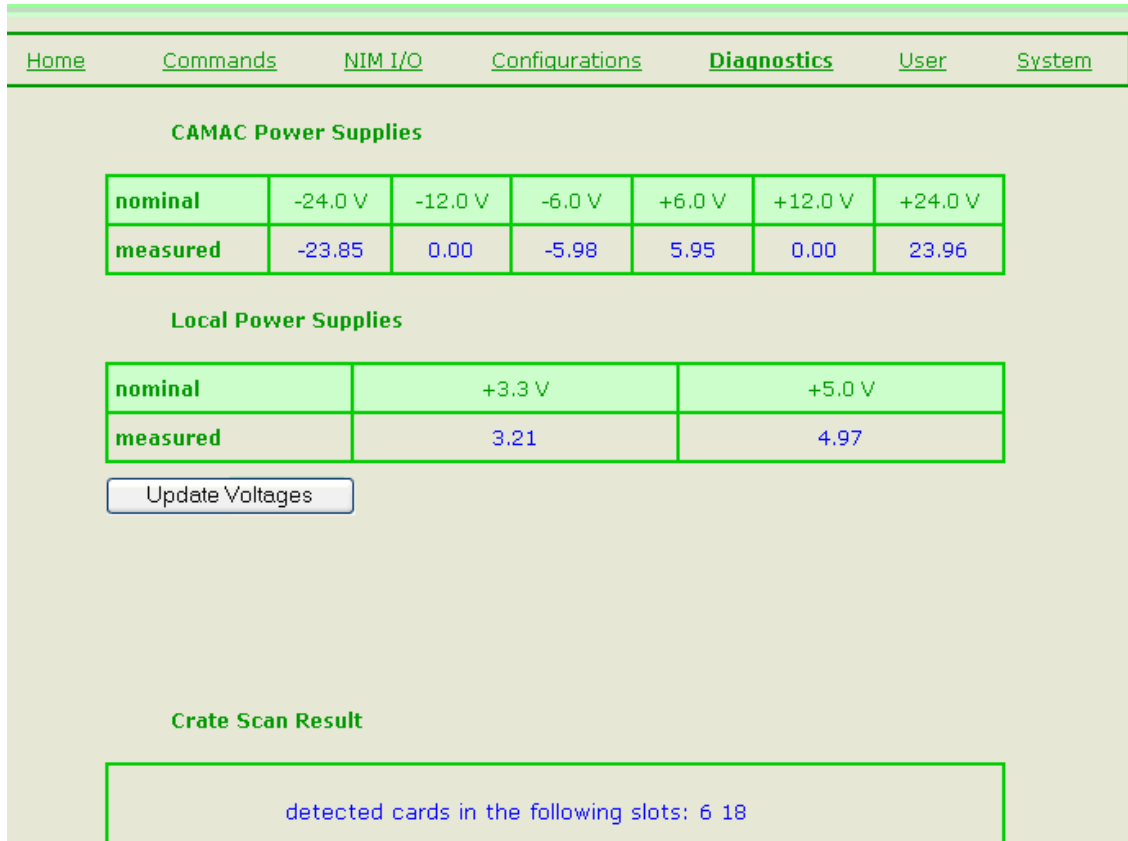 Home Commands NIM I/O Configurations Diagnostics User System
CAMAC Power Supplies
nominal -24.0 V -12.0 V -6.0 V +6.0 V +12.0 V +24.0 V
measured -23.85 0.00 -5.98 5.95 0.00 23.96
Local Power Supplies
nominal +3.3 V +5.0 V
measured 3.21 4.97
Update Voltages
Crate Scan Result
detected cards in the following slots: 6 18